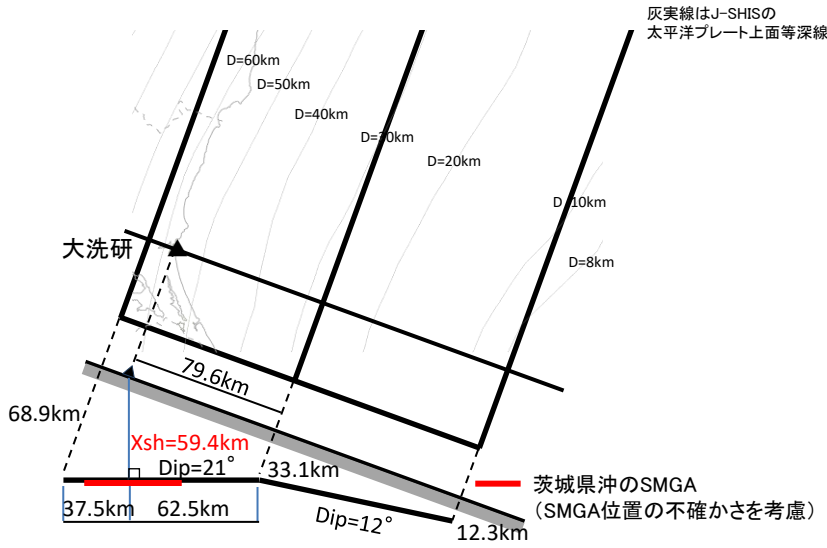 灰実線はJ-SHISの
太平洋プレート上面等深線
D=60km
D=50km
D=40km
D=30km
D=20km
D=10km
D=8km
大洗研
79.6km
68.9km
Xsh=59.4km
Dip=21°
33.1km
37.5km
62.5km
Dip=12°
12.3km
茨城県沖のSMGA
（SMGA位置の不確かさを考慮）